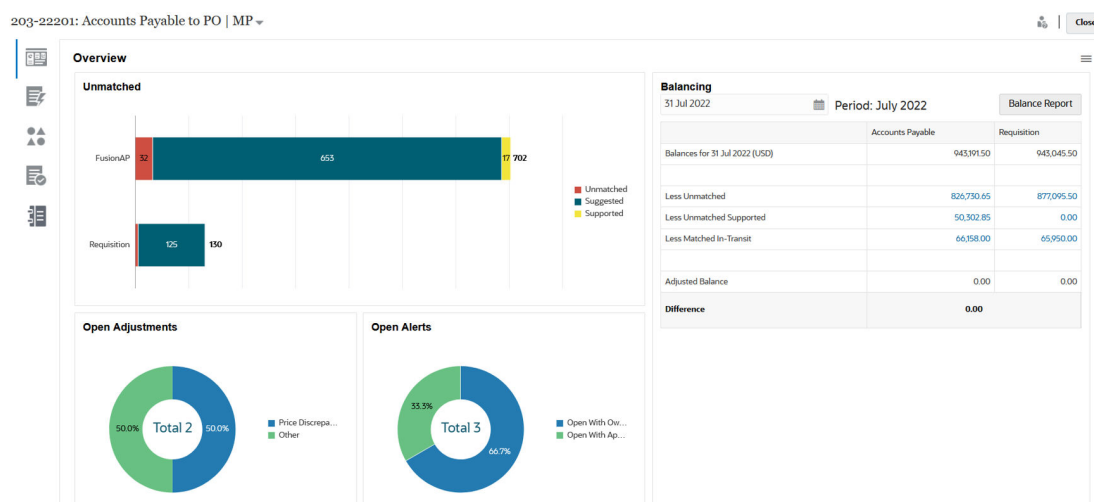 203-22201: Accounts Payable to PO | MP
Close
Overview
Unmatched
FusionAP
32
653
17
702
Requisition
125
130
Unmatched
Suggested
Supported
Balancing
31 Jul 2022
Period: July 2022
Balance Report
Accounts Payable Requisition
Balances for 31 Jul 2022 (USD) 943,191.50 943,045.50
Less Unmatched 826,730.65 877,095.50
Less Unmatched Supported 50,302.85 0.00
Less Matched In-Transit 66,158.00 65,950.00
Adjusted Balance 0.00 0.00
Difference 0.00
Open Adjustments
50.0%
Total 2
50.0%
Price Discrepa...
Other
Open Alerts
33.3%
Total 3
66.7%
Open With Ow...
Open With Ap...